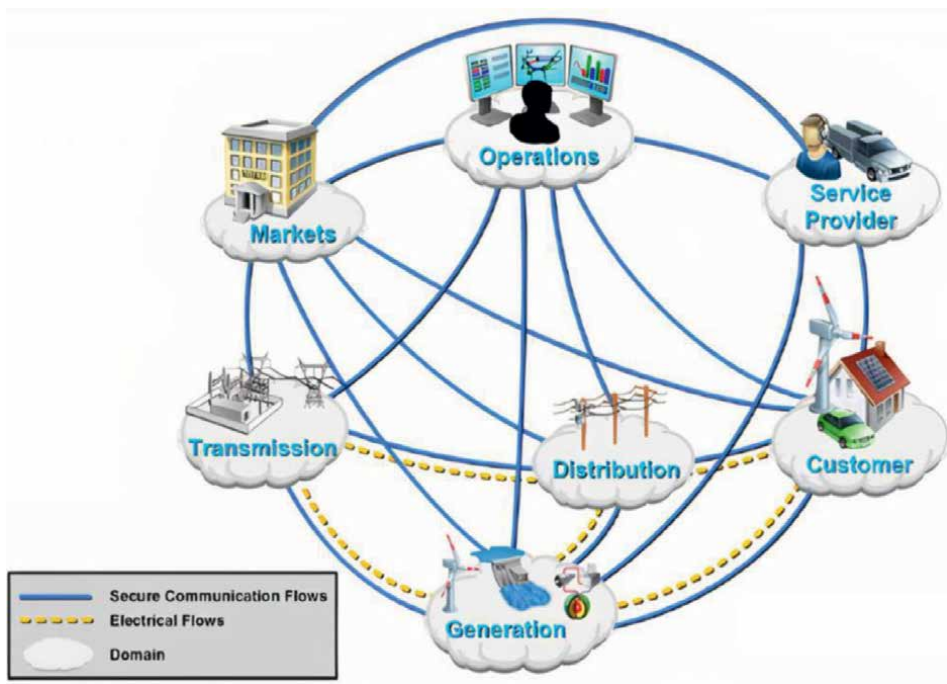 Operations
Service
Provider
Markets
Transmission
Distribution
Customer
Generation
Secure Communication Flows
Electrical Flows
Domain